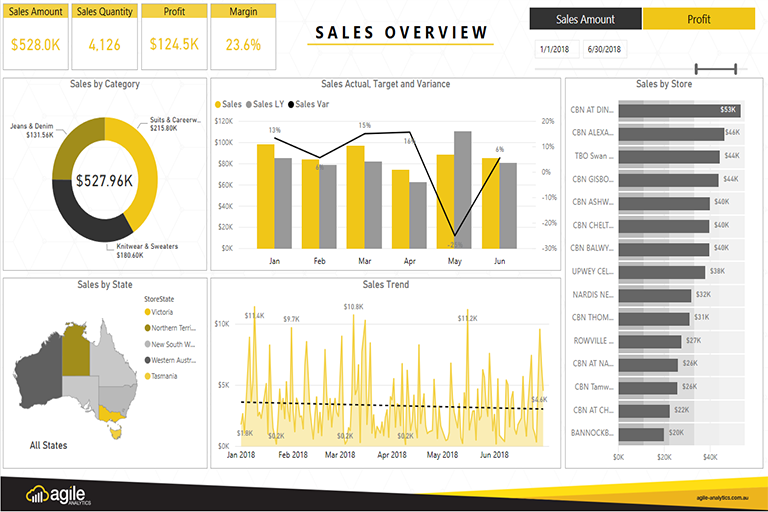 Sales Amount
$528.0K
Sales Quantity
4,126
Profit
$124.5K
Margin
23.6%
SALES OVERVIEW
Sales Amount
Profit
1/1/2018
6/30/2018
Sales by Category
Jeans & Denim
$131.56K
Suits & Careerw...
$215.80K
$527.96K
Knitwear & Sweaters
$180.60K
Sales Actual, Target and Variance
Sales
Sales LY
Sales Var
$120K
$100K
$80K
$60K
$40K
$20K
$0K
13%
6%
15%
16%
6%
20%
10%
0%
-10%
-20%
-30%
Jan
Feb
Mar
Apr
May
Jun
Sales by Store
CBN AT DIN...
$53K
CBN ALEXA...
$46K
TBO Swan ...
$44K
CBN GISBO...
$44K
CBN ASHW...
$40K
CBN CHELT...
$40K
CBN BALWY...
$40K
UPWEY CEL...
$38K
NARDIS NE...
$32K
CBN THOM...
$31K
ROWVILLE ...
$27K
CBN AT NA...
$26K
CBN Tamw...
$26K
CBN AT CH...
$22K
BANNOCKB...
$20K
$0K
$20K
$40K
Sales by State
StoreState
Victoria
Northern Terri...
New South W...
Western Austr...
Tasmania
All States
Sales Trend
$10K
$5K
$0K
$11.4K
$9.7K
$10.8K
$11.2K
$4.6K
$1.8K
$0.2K
$0.2K
$0.2K
Jan 2018
Feb 2018
Mar 2018
Apr 2018
May 2018
Jun 2018
agile
ANALYTICS
agile-analytics.com.au